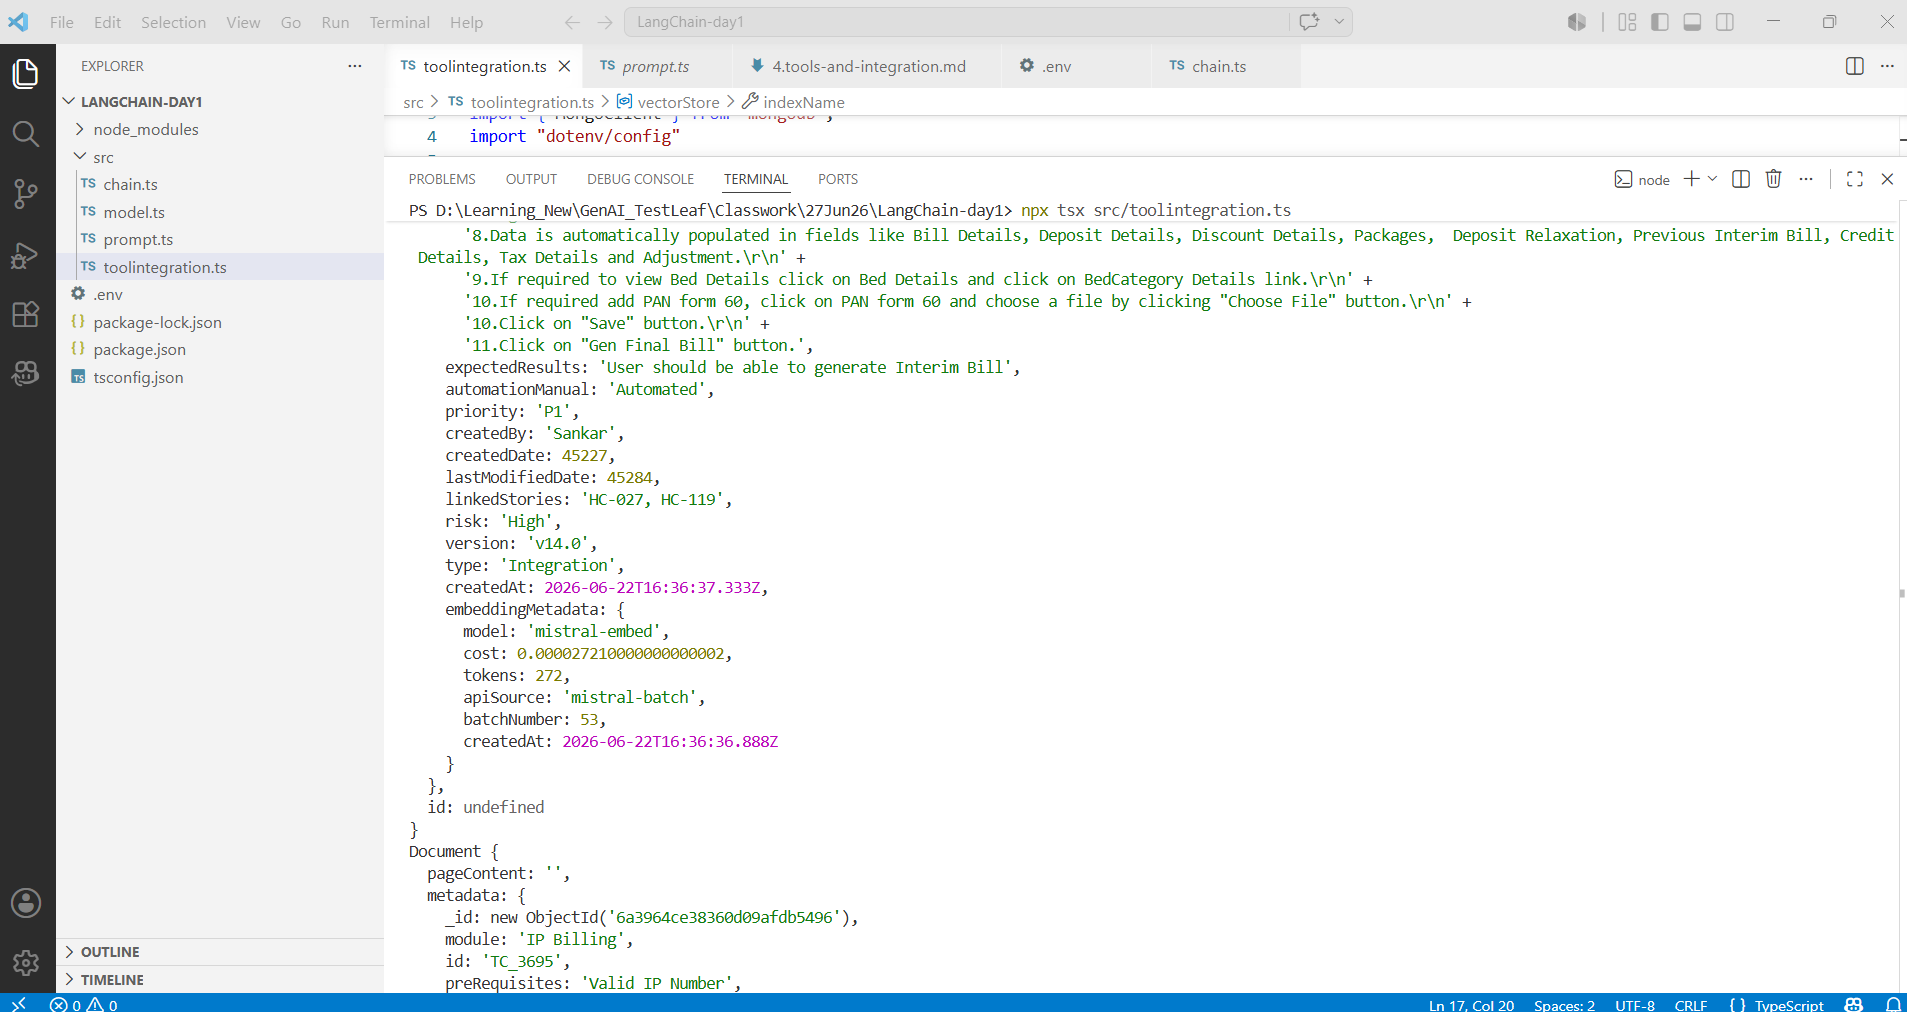 File Edit Selection View Go Run Terminal Help
LangChain-day1
EXPLORER
LANGCHAIN-DAY1
node_modules
src
TS chain.ts
TS model.ts
TS prompt.ts
TS toolintegration.ts
.env
{} package-lock.json
{} package.json
TS tsconfig.json
OUTLINE
TIMELINE
TS toolintegration.ts
TS prompt.ts
4.tools-and-integration.md
.env
TS chain.ts
src > TS toolintegration.ts > vectorStore > indexName
4 import "dotenv/config"
PROBLEMS OUTPUT DEBUG CONSOLE TERMINAL PORTS
node
PS D:\Learning_New\GenAI_TestLeaf\Classwork\27Jun26\LangChain-day1> npx tsx src/toolintegration.ts
'8.Data is automatically populated in fields like Bill Details, Deposit Details, Discount Details, Packages,  Deposit Relaxation, Previous Interim Bill, Credit
Details, Tax Details and Adjustment.\r\n' +
'9.If required to view Bed Details click on Bed Details and click on BedCategory Details link.\r\n' +
'10.If required add PAN form 60, click on PAN form 60 and choose a file by clicking "Choose File" button.\r\n' +
'10.Click on "Save" button.\r\n' +
'11.Click on "Gen Final Bill" button.',
expectedResults: 'User should be able to generate Interim Bill',
automationManual: 'Automated',
priority: 'P1',
createdBy: 'Sankar',
createdDate: 45227,
lastModifiedDate: 45284,
linkedStories: 'HC-027, HC-119',
risk: 'High',
version: 'v14.0',
type: 'Integration',
createdAt: 2026-06-22T16:36:37.333Z,
embeddingMetadata: {
model: 'mistral-embed',
cost: 0.000027210000000000002,
tokens: 272,
apiSource: 'mistral-batch',
batchNumber: 53,
createdAt: 2026-06-22T16:36:36.888Z
}
},
id: undefined
}
Document {
pageContent: '',
metadata: {
_id: new ObjectId('6a3964ce38360d09afdb5496'),
module: 'IP Billing',
id: 'TC_3695',
preRequisites: 'Valid IP Number',
0 0
Ln 17, Col 20 Spaces: 2 UTF-8 CRLF {} TypeScript